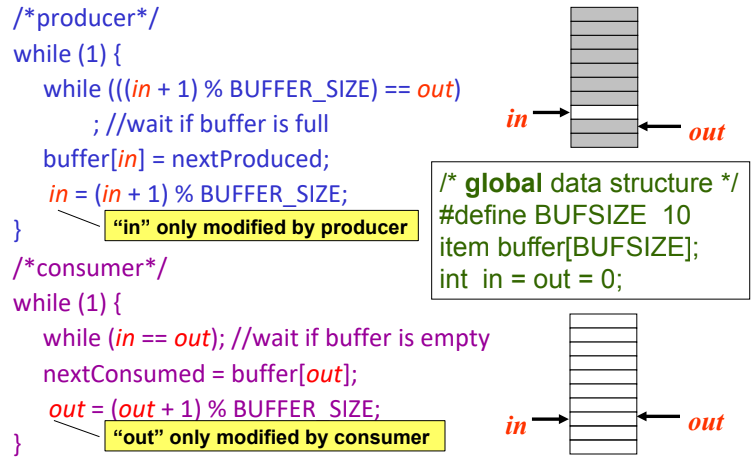 /*producer*/
while (1) {
while (((in + 1) % BUFFER_SIZE) == out)
; //wait if buffer is full
buffer[in] = nextProduced;
in = (in + 1) % BUFFER_SIZE;
}
“in” only modified by producer
/*consumer*/
while (1) {
while (in == out); //wait if buffer is empty
nextConsumed = buffer[out];
out = (out + 1) % BUFFER_SIZE;
}
“out” only modified by consumer
in
out
/* global data structure */
#define BUFSIZE 10
item buffer[BUFSIZE];
int in = out = 0;
in
out